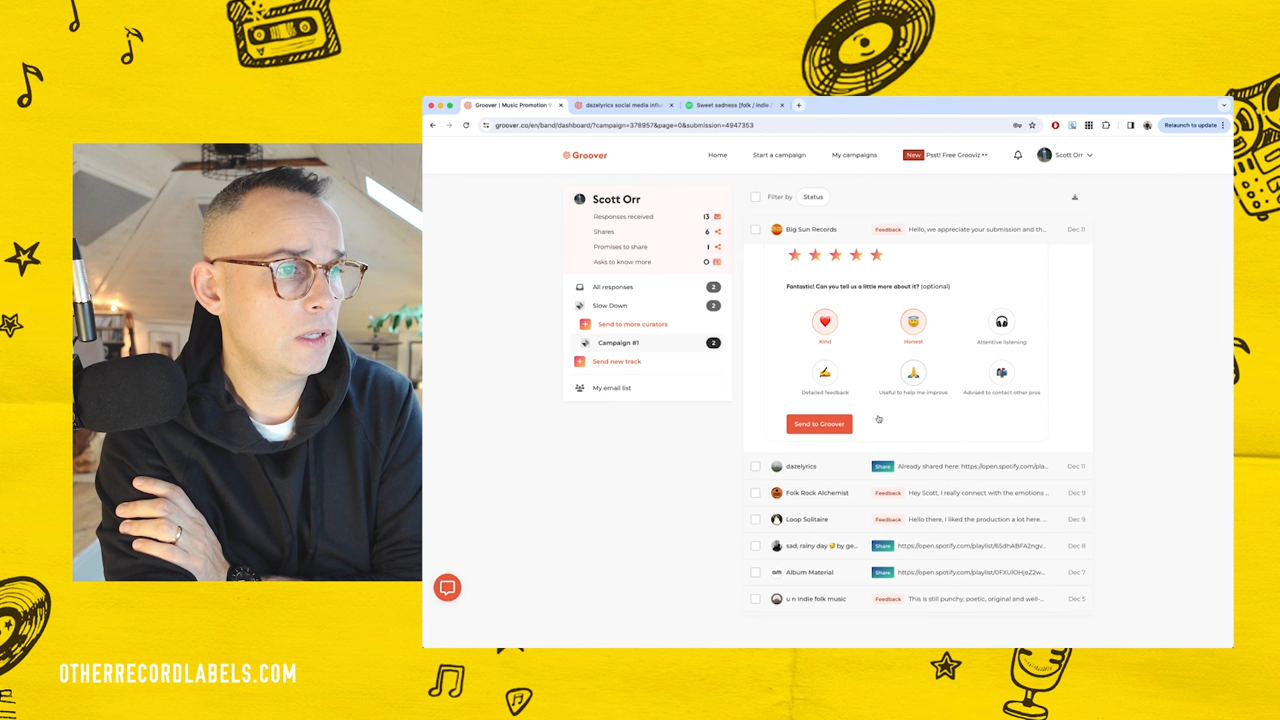 Groover | Music Promotion
dazelyrics social media influ
Sweet sadness [folk / indie /
groover.co/en/band/dashboard/?campaign=378957&page=0&submission=4947353
Relaunch to update
Groover
Home
Start a campaign
My campaigns
New
Psst! Free Grooviz
Scott Orr
Scott Orr
Responses received 13
Shares 6
Promises to share 1
Asks to know more 0
All responses 2
Slow Down 2
Send to more curators
Campaign #1 2
Send new track
My email list
Filter by Status
Big Sun Records Feedback Hello, we appreciate your submission and th... Dec 11
Fantastic! Can you tell us a little more about it? (optional)
Kind Honest Attentive listening
Detailed feedback Useful to help me improve Advised to contact other pros
Send to Groover
dazelyrics Share Already shared here: https://open.spotify.com/pla... Dec 11
Folk Rock Alchemist Feedback Hey Scott, I really connect with the emotions ... Dec 9
Loop Solitaire Feedback Hello there, I liked the production a lot here. ... Dec 9
sad, rainy day 😢 by ge... Share https://open.spotify.com/playlist/6SdhABFA2ngv... Dec 8
am Album Material Share https://open.spotify.com/playlist/0FXUIOHjeZ2w... Dec 7
u n indie folk music Feedback This is still punchy, poetic, original and well-... Dec 5
OTHERRECORDLABELS.COM